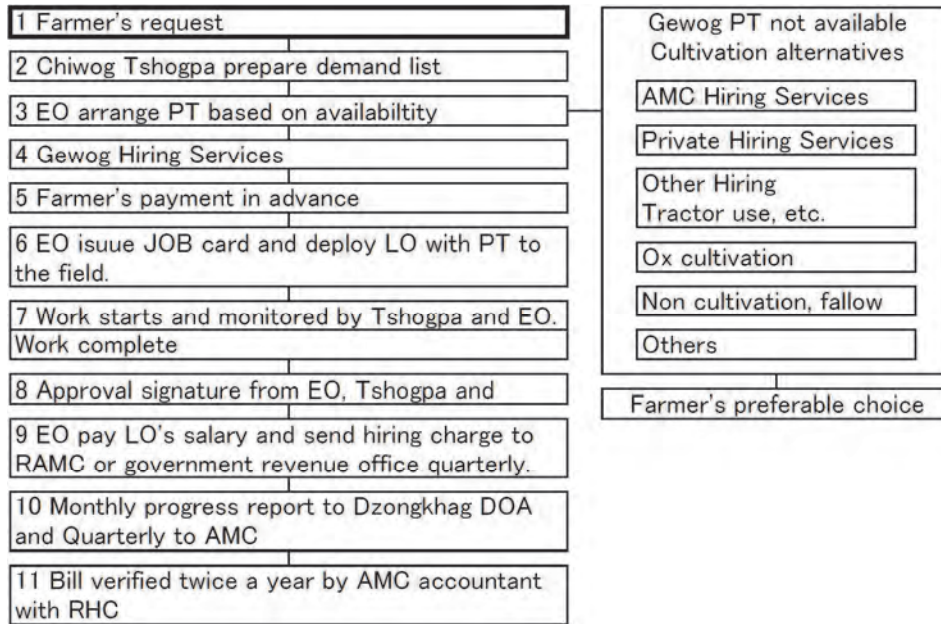 1 Farmer's request
2 Chiwog Tshogpa prepare demand list
3 EO arrange PT based on availabiltity
4 Gewog Hiring Services
5 Farmer's payment in advance
6 EO isuue JOB card and deploy LO with PT to
the field.
7 Work starts and monitored by Tshogpa and EO.
Work complete
8 Approval signature from EO, Tshogpa and
9 EO pay LO's salary and send hiring charge to
RAMC or government revenue office quarterly.
10 Monthly progress report to Dzongkhag DOA
and Quarterly to AMC
11 Bill verified twice a year by AMC accountant
with RHC
Gewog PT not available
Cultivation alternatives
AMC Hiring Services
Private Hiring Services
Other Hiring
Tractor use, etc.
Ox cultivation
Non cultivation, fallow
Others
Farmer's preferable choice